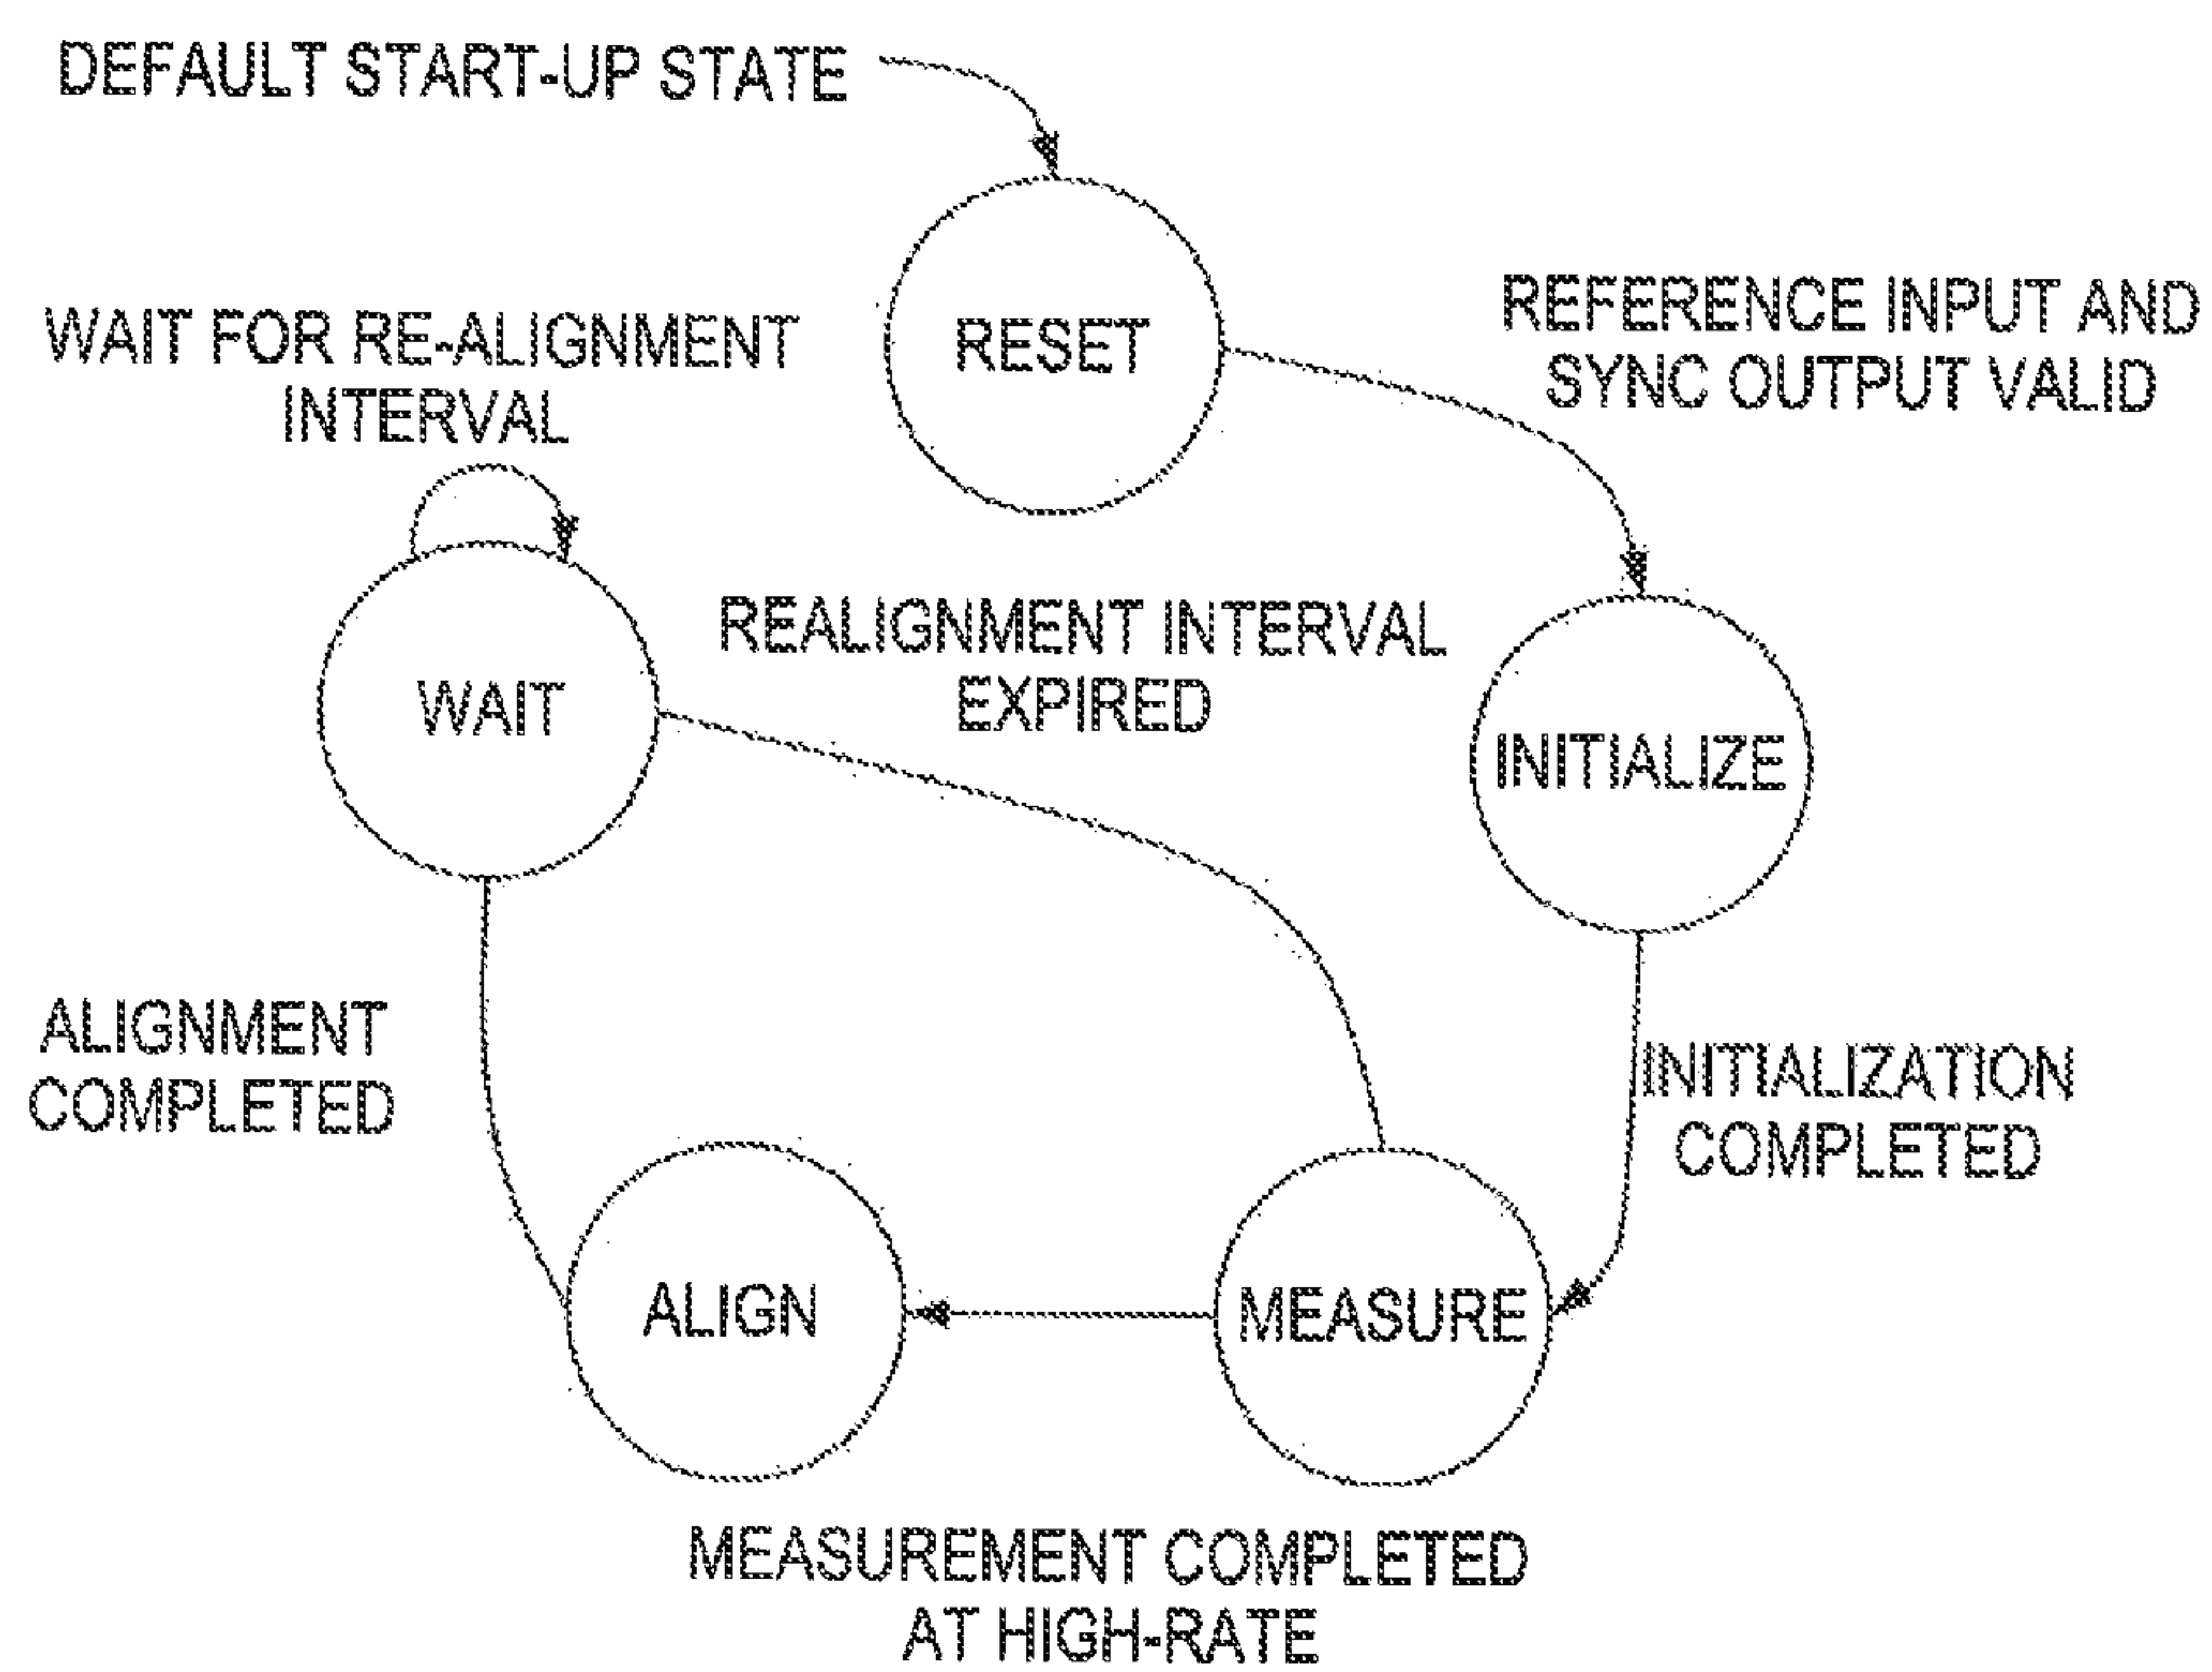 DEFAULT START-UP STATE
RESET
REFERENCE INPUT AND
SYNC OUTPUT VALID
WAIT FOR RE-ALIGNMENT
INTERVAL
WAIT
REALIGNMENT INTERVAL
EXPIRED
INITIALIZE
ALIGNMENT
COMPLETED
INITIALIZATION
COMPLETED
ALIGN
MEASURE
MEASUREMENT COMPLETED
AT HIGH-RATE